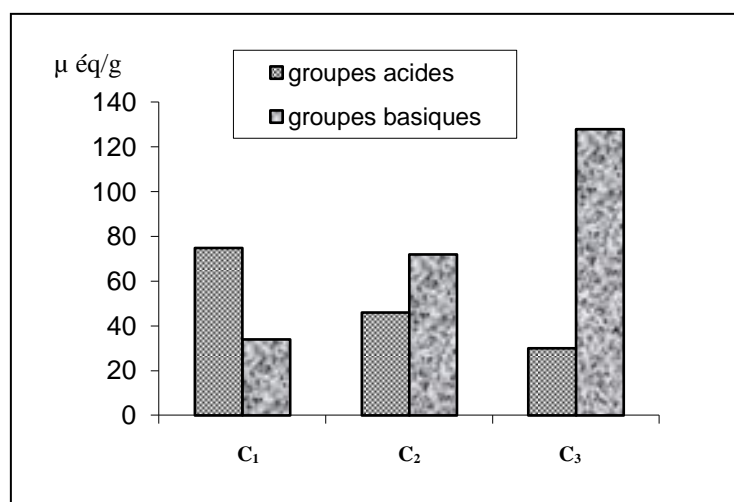 µ éq/g
groupes acides
groupes basiques
140
120
100
80
60
40
20
0
C₁ C₂ C₃